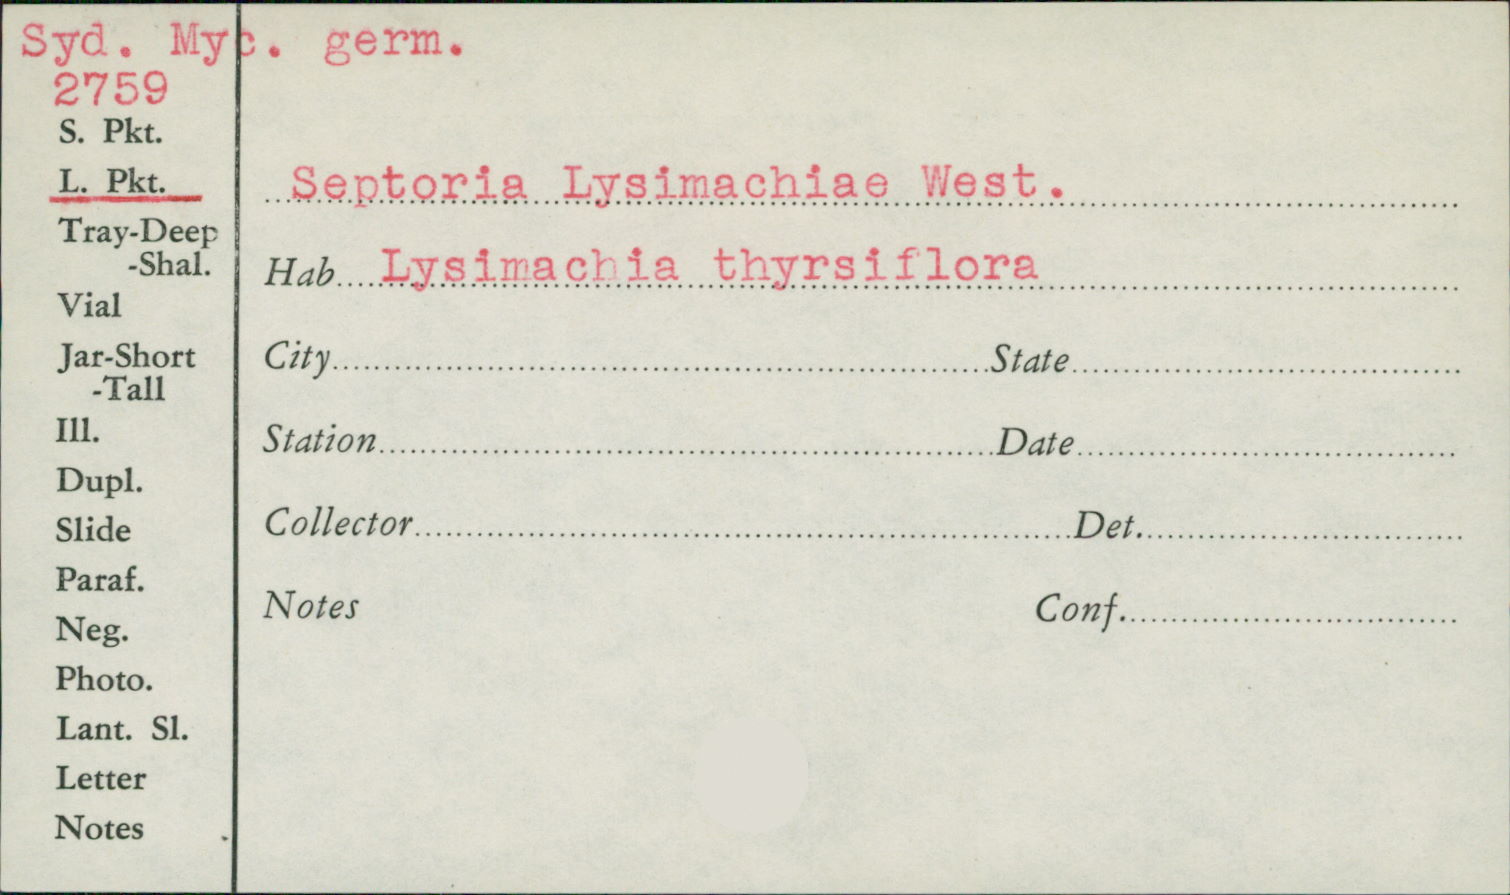 Syd. Myc. germ.
2759
S. Pkt.
L. Pkt.
Tray-Deep
-Shal.
Vial
Jar-Short
-Tall
Ill.
Dupl.
Slide
Paraf.
Neg.
Photo.
Lant. Sl.
Letter
Notes
Septoria Lysimachiae West.
Hab. Lysimachia thyrsiflora
City State
Station Date
Collector Det.
Notes Conf.